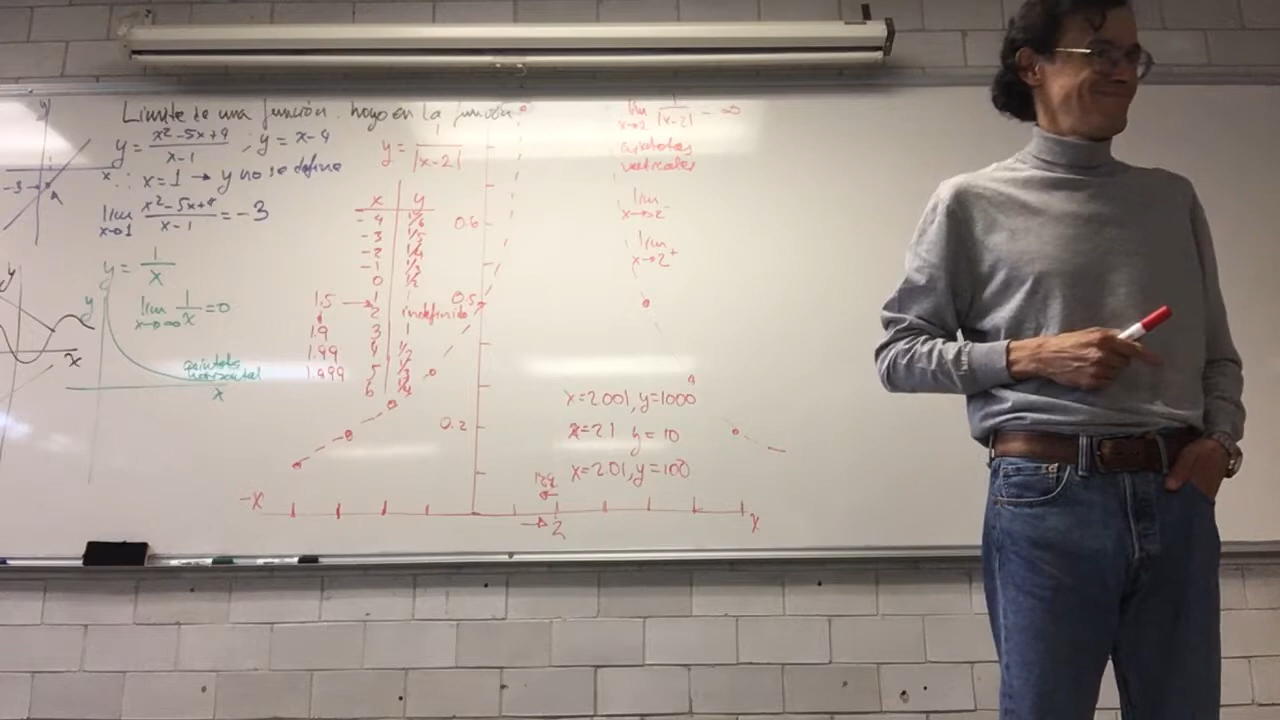 Limite de una función. hoyo en la función
y = (x²-5x+4)/(x-1) ; y = x-4
∴ x=1 → y no se define
lim x→1 (x²-5x+4)/(x-1) = -3
y
-3
A
x
y = 1/x
lim x→∞ 1/x = 0
y
asíntota
horizontal
x
y
x
y = 1/|x-2|
x y
-4 1/6
-3 1/5
-2 1/4
-1 1/3
0 1/2
1.5 → 1
2 indefinido
1.9 3 1
1.99 4 1/2
1.999 5 1/3
6 1/4
0.6
0.5
0.2
-x
2
x
lim x→2 1/|x-2| = ∞
asíntotas
verticales
lim x→2⁻
lim x→2⁺
x=2.001, y=1000
x=2.1 y=10
x=2.01, y=100